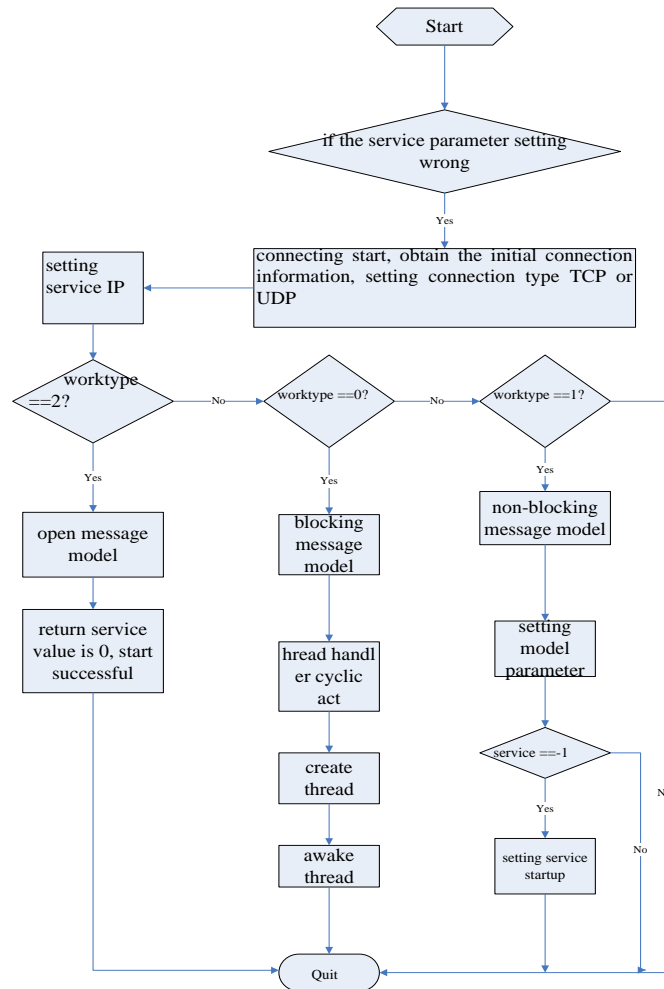 Start
if the service parameter setting
wrong
Yes
connecting start, obtain the initial connection
information, setting connection type TCP or
UDP
setting
service IP
worktype
==2?
No
worktype ==0?
No
worktype ==1?
Yes
Yes
Yes
open message
model
blocking
message
model
non-blocking
message model
return service
value is 0, start
successful
hread handl
er cyclic
act
setting
model
parameter
create
thread
service ==-1
N
Yes
No
awake
thread
setting service
startup
Quit